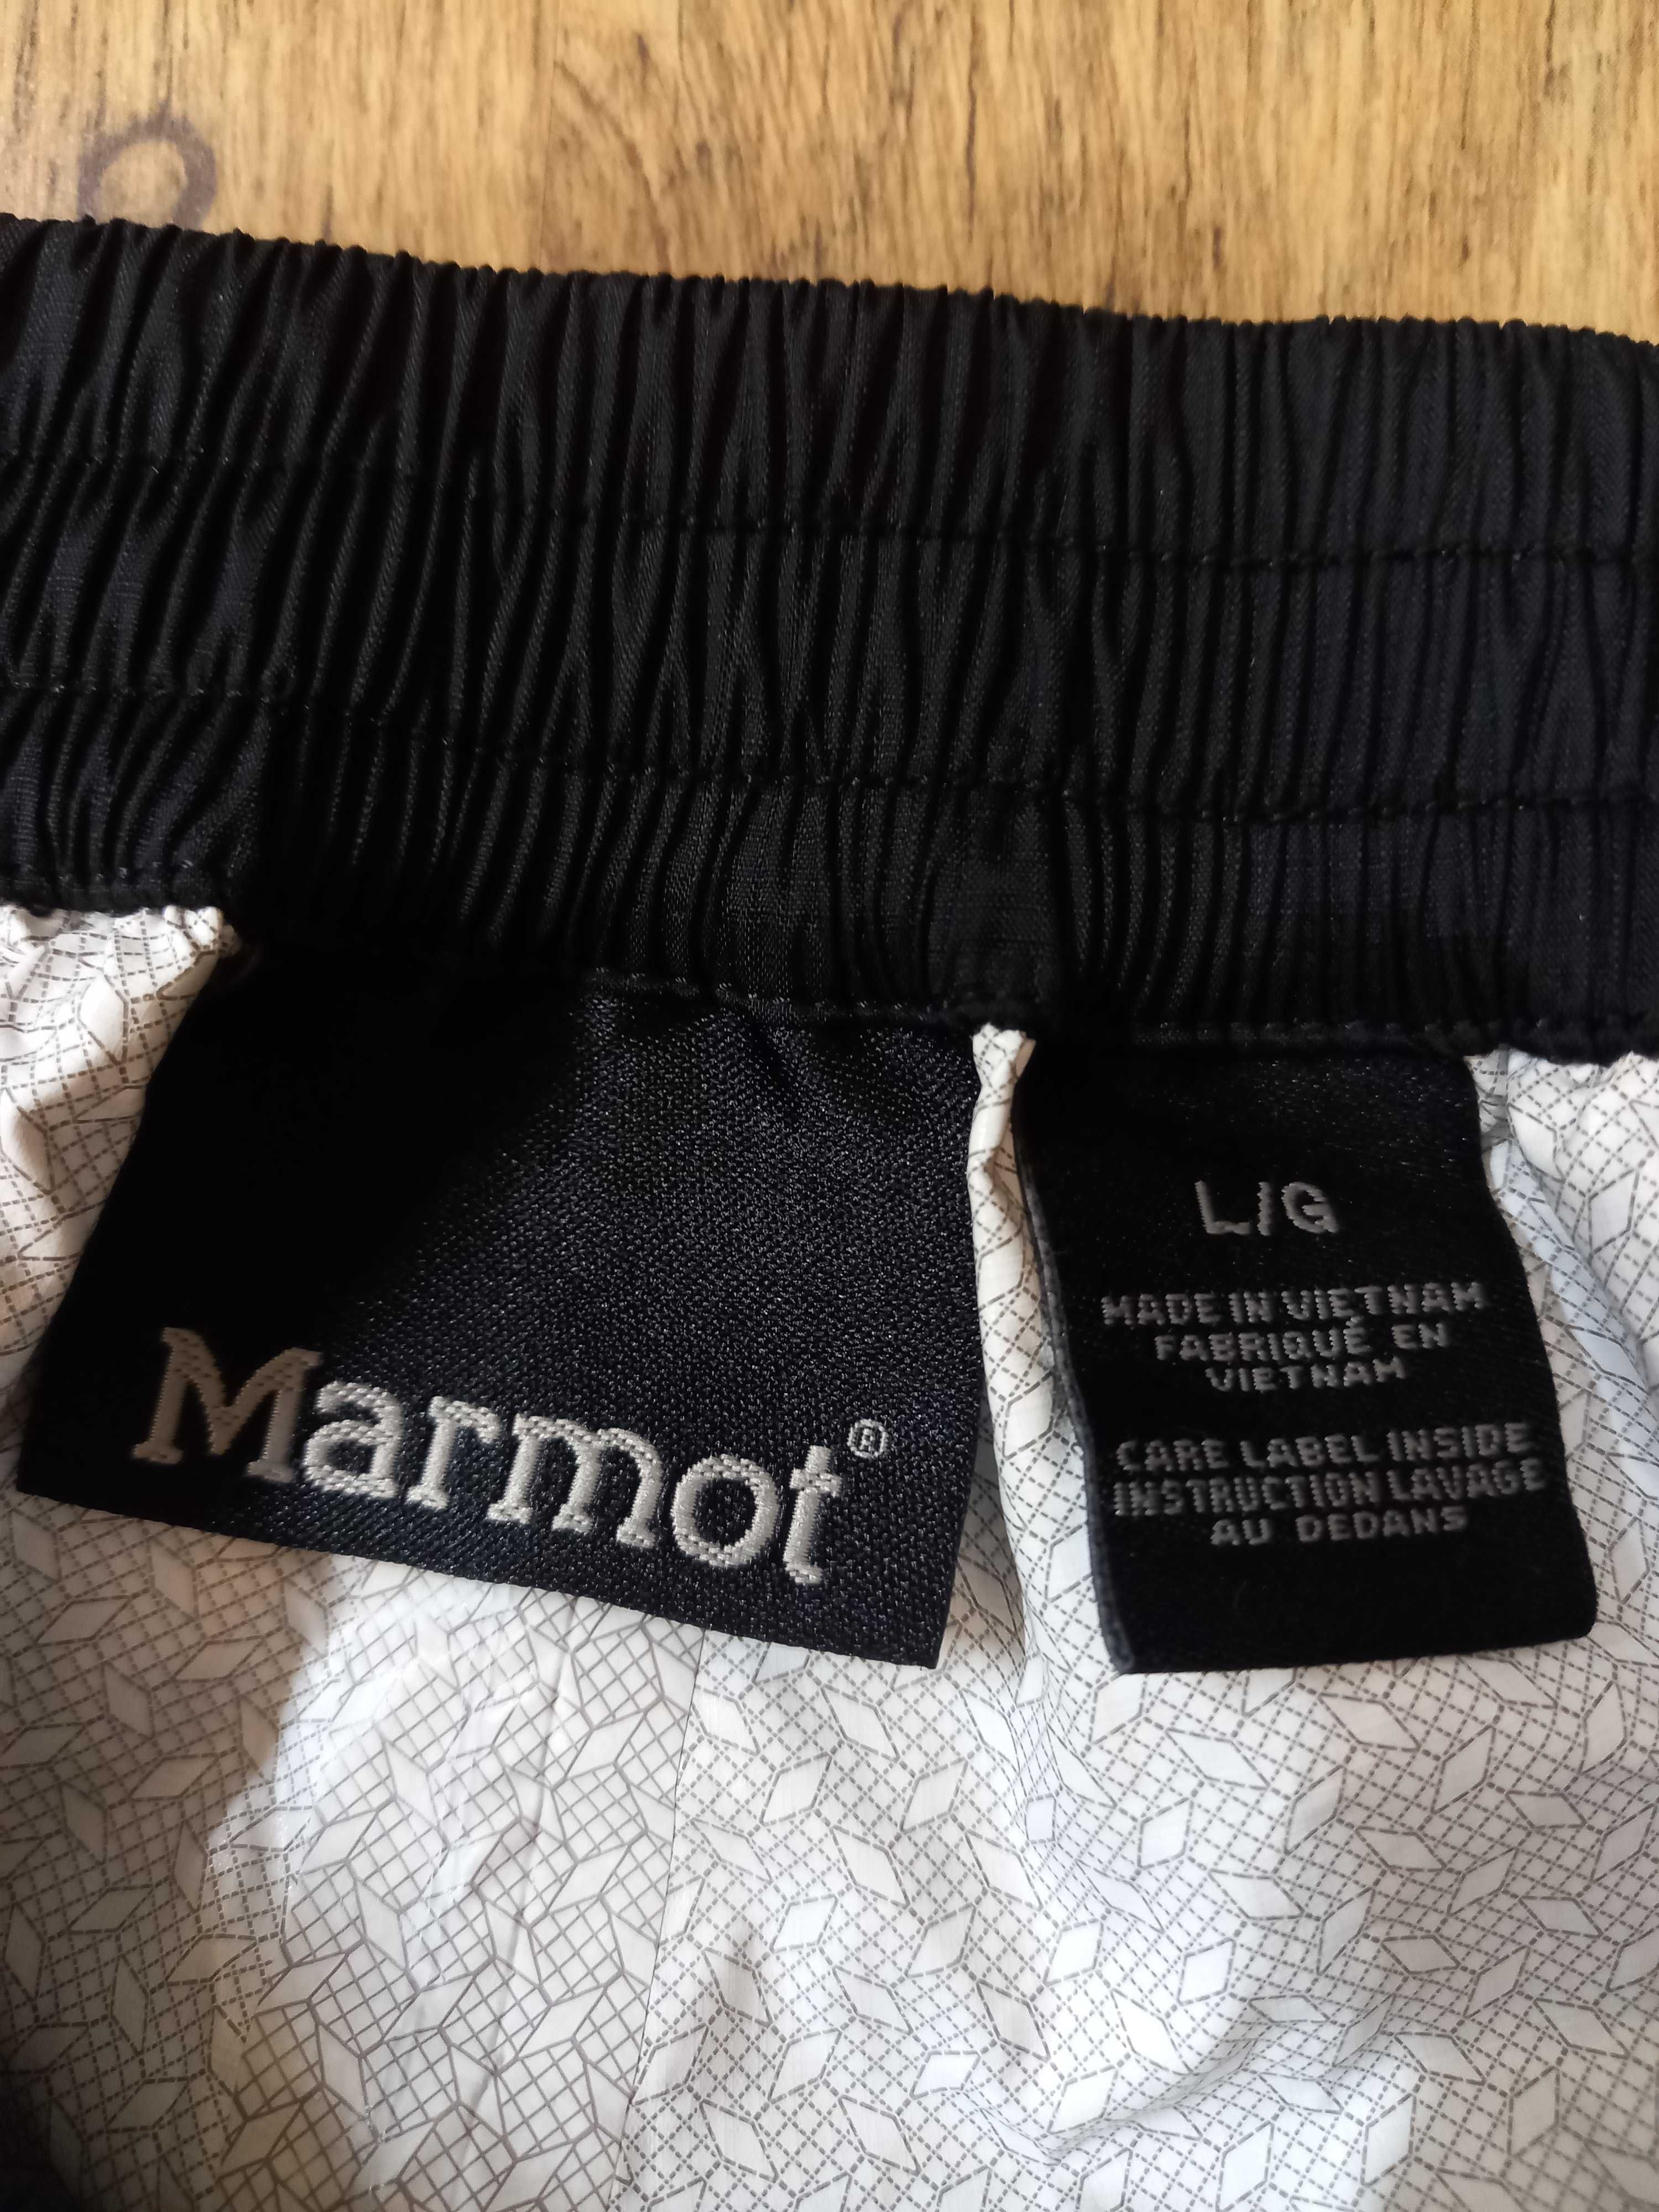 Marmot®
L/G
MADE IN VIETNAM
FABRIQUÉ EN
VIETNAM
CARE LABEL INSIDE
INSTRUCTION LAVAGE
AU DEDANS